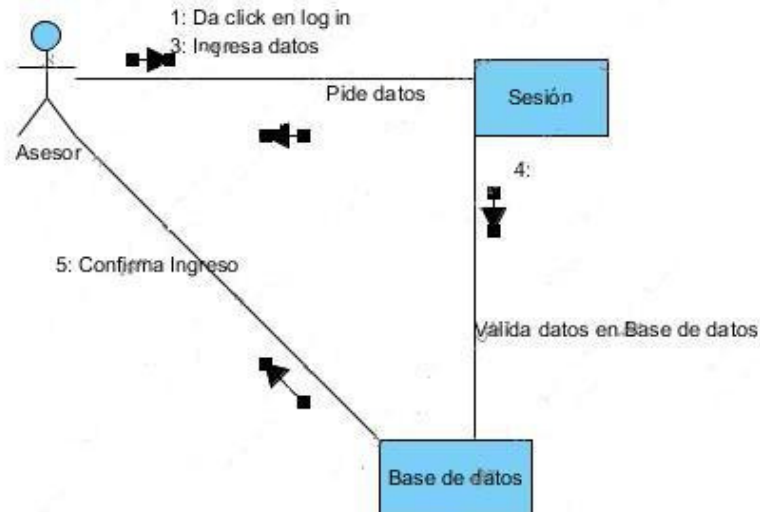 1: Da click en log in
3: Ingresa datos
Pide datos
Sesión
Asesor
4:
5: Confirma Ingreso
Valida datos en Base de datos
Base de datos